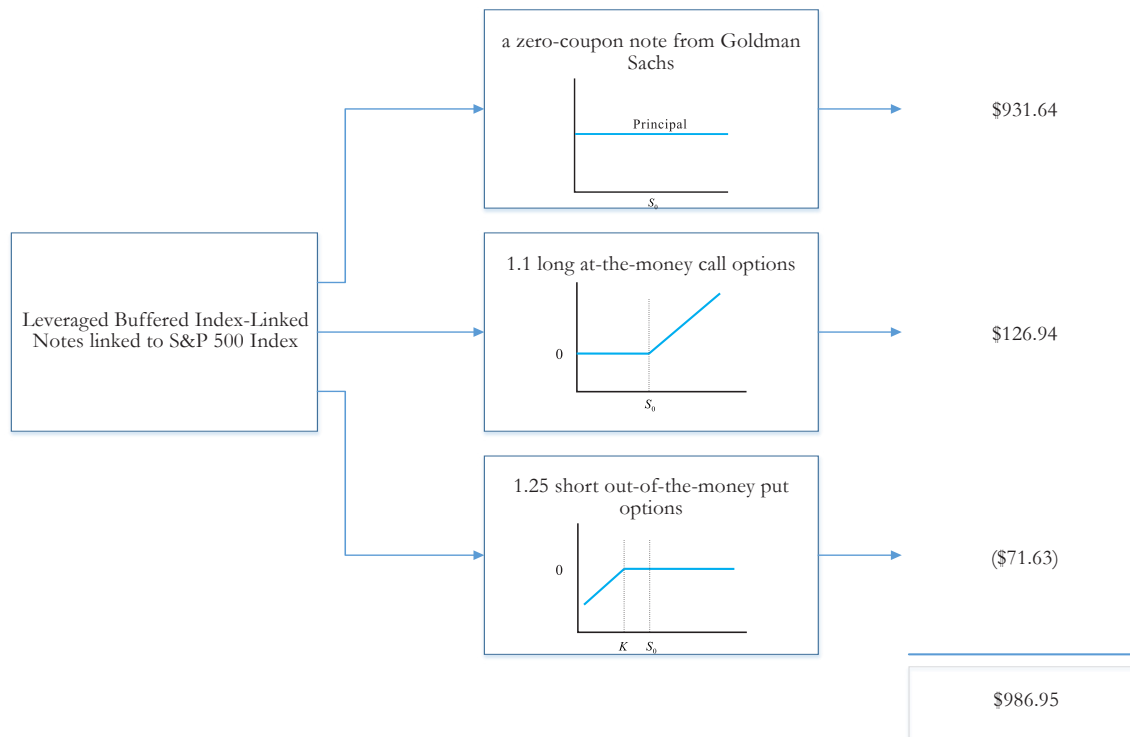 a zero-coupon note from Goldman
Sachs
Principal
S₀
$931.64
Leveraged Buffered Index-Linked
Notes linked to S&P 500 Index
1.1 long at-the-money call options
0
S₀
$126.94
1.25 short out-of-the-money put
options
0
K S₀
($71.63)
$986.95